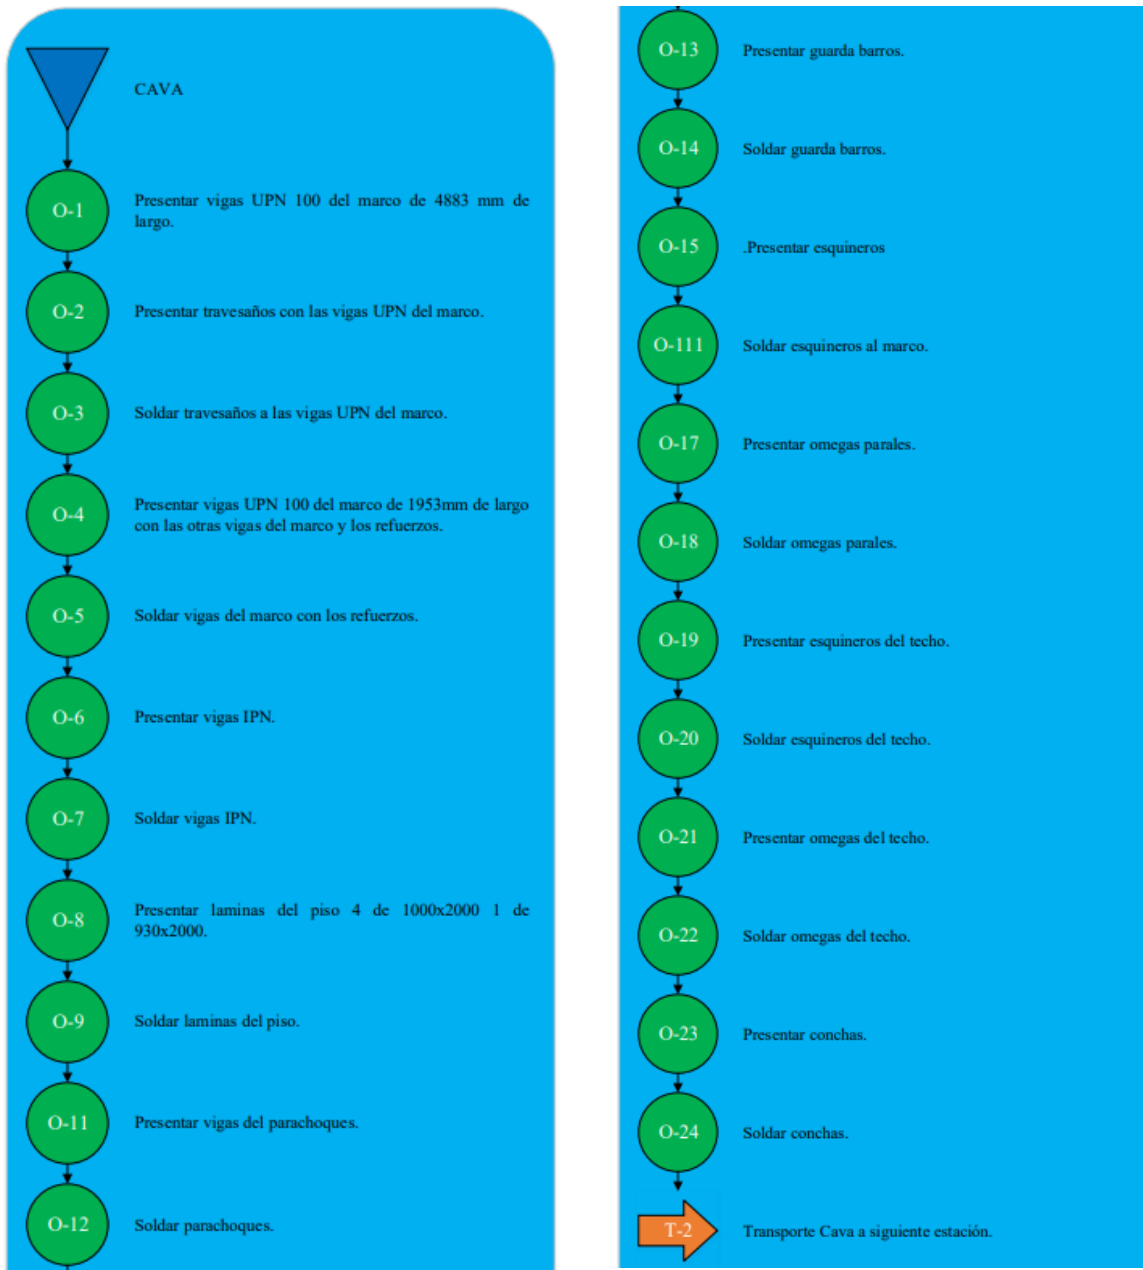 CAVA
O-1
Presentar vigas UPN 100 del marco de 4883 mm de
largo.
O-2
Presentar travesaños con las vigas UPN del marco.
O-3
Soldar travesaños a las vigas UPN del marco.
O-4
Presentar vigas UPN 100 del marco de 1953mm de largo
con las otras vigas del marco y los refuerzos.
O-5
Soldar vigas del marco con los refuerzos.
O-6
Presentar vigas IPN.
O-7
Soldar vigas IPN.
O-8
Presentar laminas del piso 4 de 1000x2000 1 de
930x2000.
O-9
Soldar laminas del piso.
O-11
Presentar vigas del parachoques.
O-12
Soldar parachoques.
O-13
Presentar guarda barros.
O-14
Soldar guarda barros.
O-15
.Presentar esquineros
O-111
Soldar esquineros al marco.
O-17
Presentar omegas parales.
O-18
Soldar omegas parales.
O-19
Presentar esquineros del techo.
O-20
Soldar esquineros del techo.
O-21
Presentar omegas del techo.
O-22
Soldar omegas del techo.
O-23
Presentar conchas.
O-24
Soldar conchas.
T-2
Transporte Cava a siguiente estación.